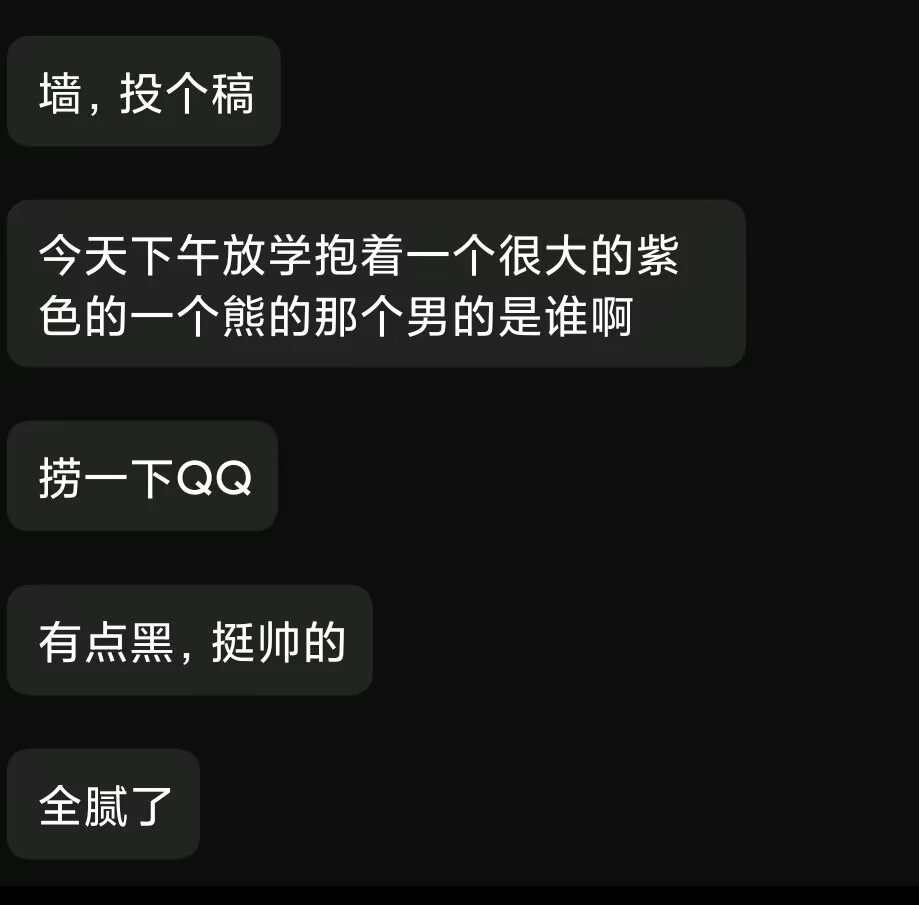 墙，投个稿
今天下午放学抱着一个很大的紫
色的一个熊的那个男的是谁啊
捞一下QQ
有点黑，挺帅的
全腻了